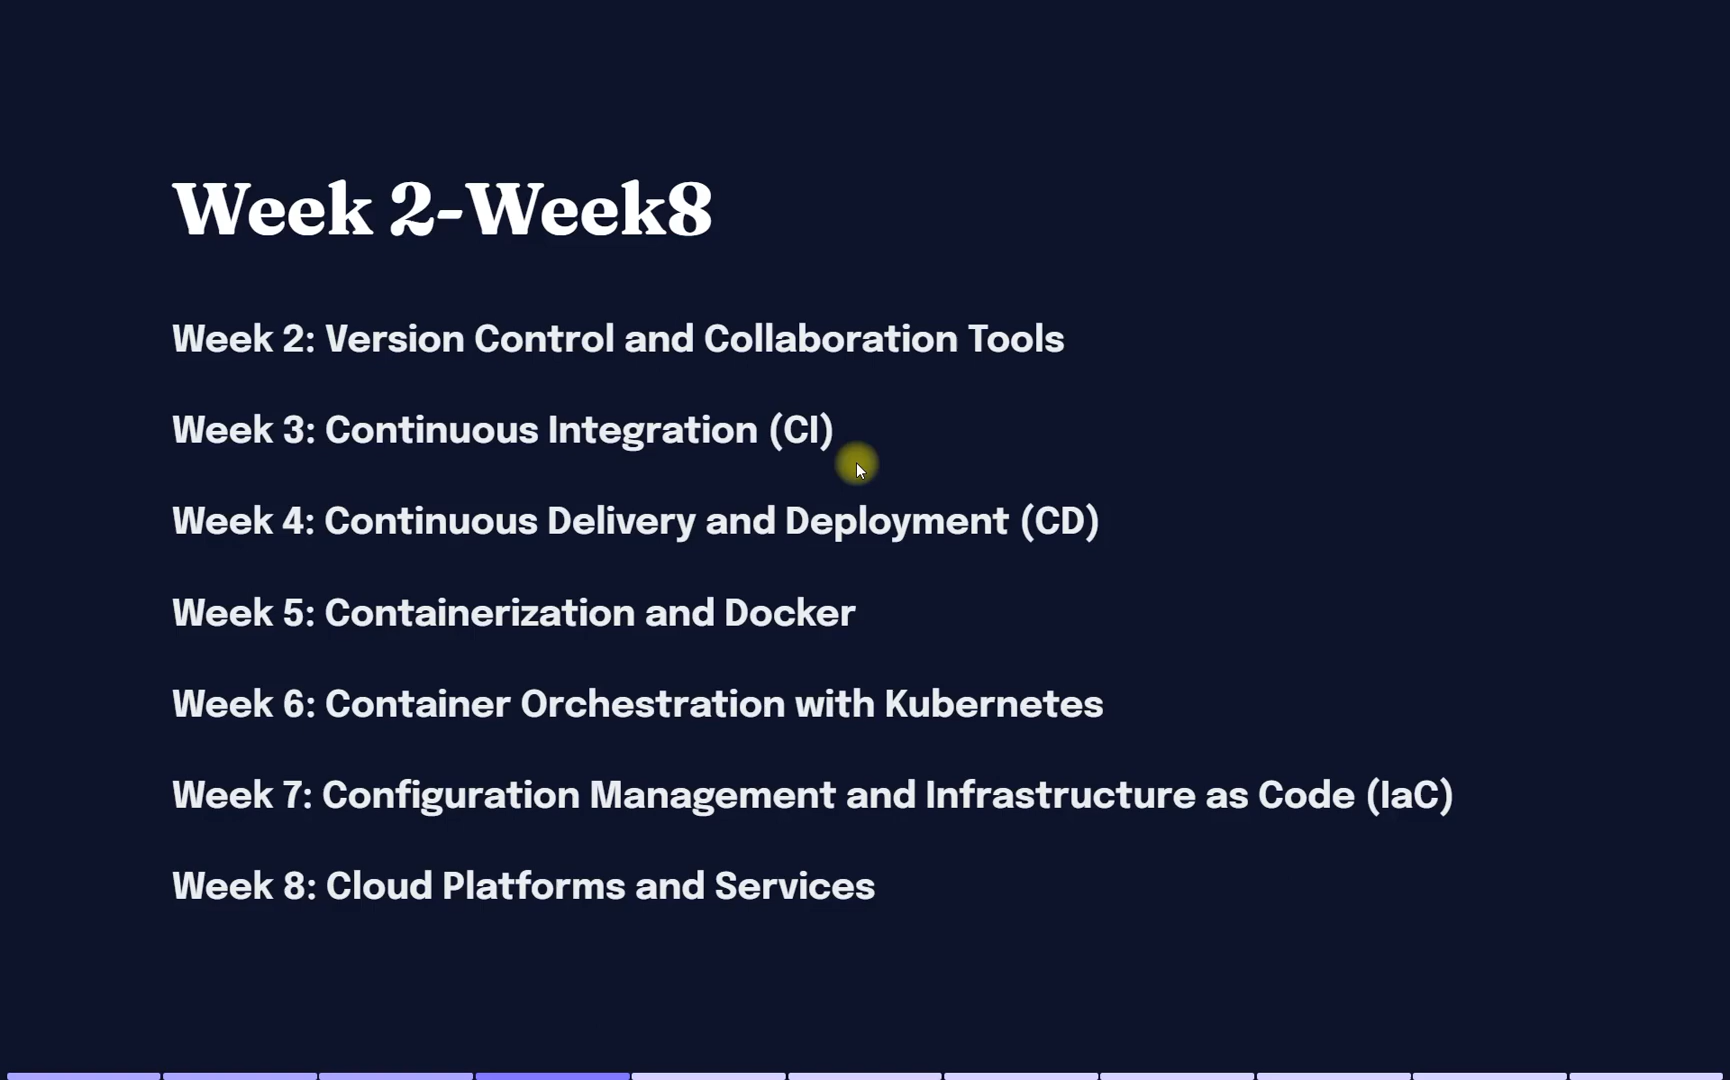 Week 2-Week8
Week 2: Version Control and Collaboration Tools
Week 3: Continuous Integration (CI)
Week 4: Continuous Delivery and Deployment (CD)
Week 5: Containerization and Docker
Week 6: Container Orchestration with Kubernetes
Week 7: Configuration Management and Infrastructure as Code (IaC)
Week 8: Cloud Platforms and Services